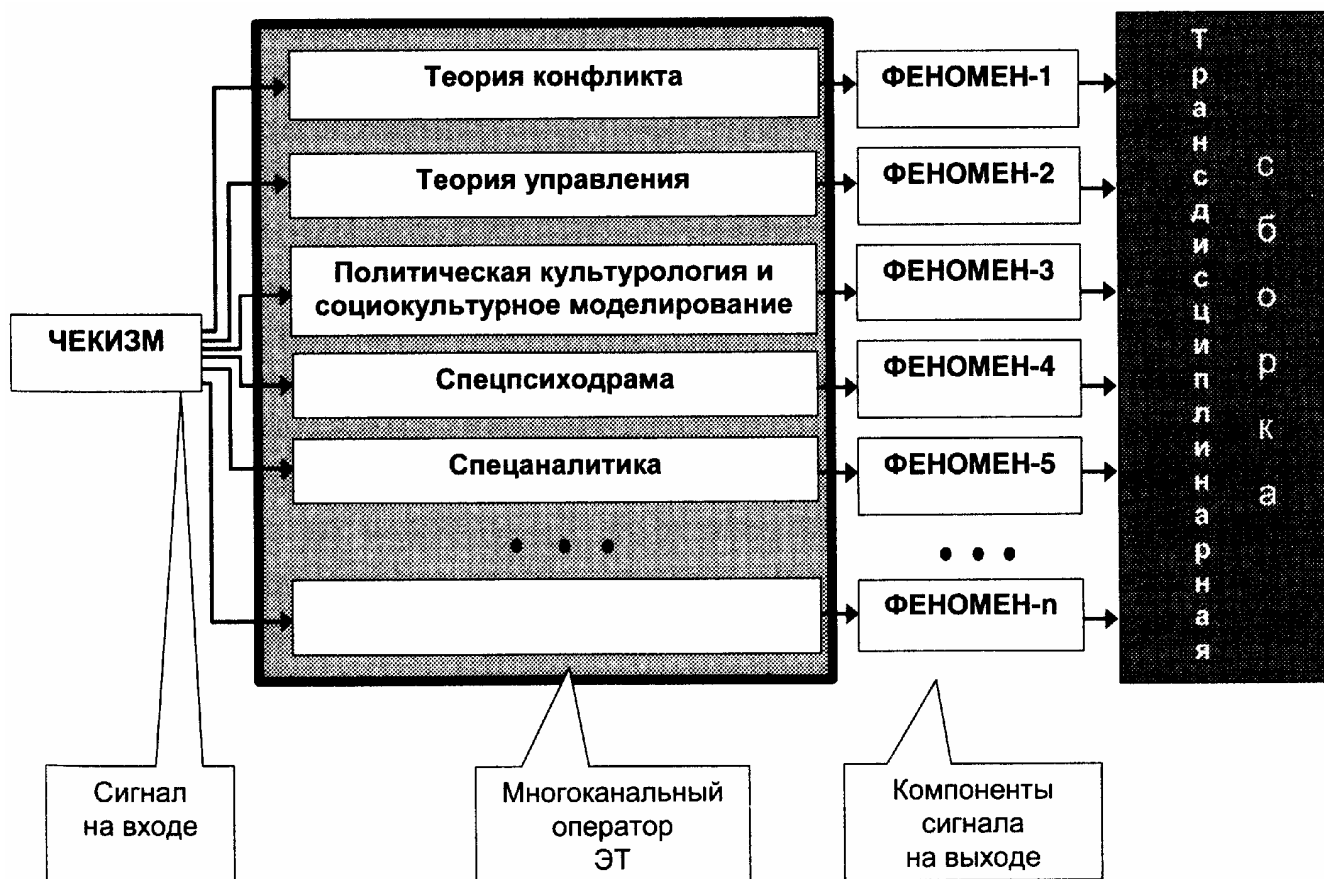 ЧЕКИЗМ
Теория конфликта
Теория управления
Политическая культурология и
социокультурное моделирование
Спецпсиходрама
Спецаналитика
• • •
ФЕНОМЕН-1
ФЕНОМЕН-2
ФЕНОМЕН-3
ФЕНОМЕН-4
ФЕНОМЕН-5
• • •
ФЕНОМЕН-n
Трансдисциплинарная
сборка
Сигнал
на входе
Многоканальный
оператор
ЭТ
Компоненты
сигнала
на выходе